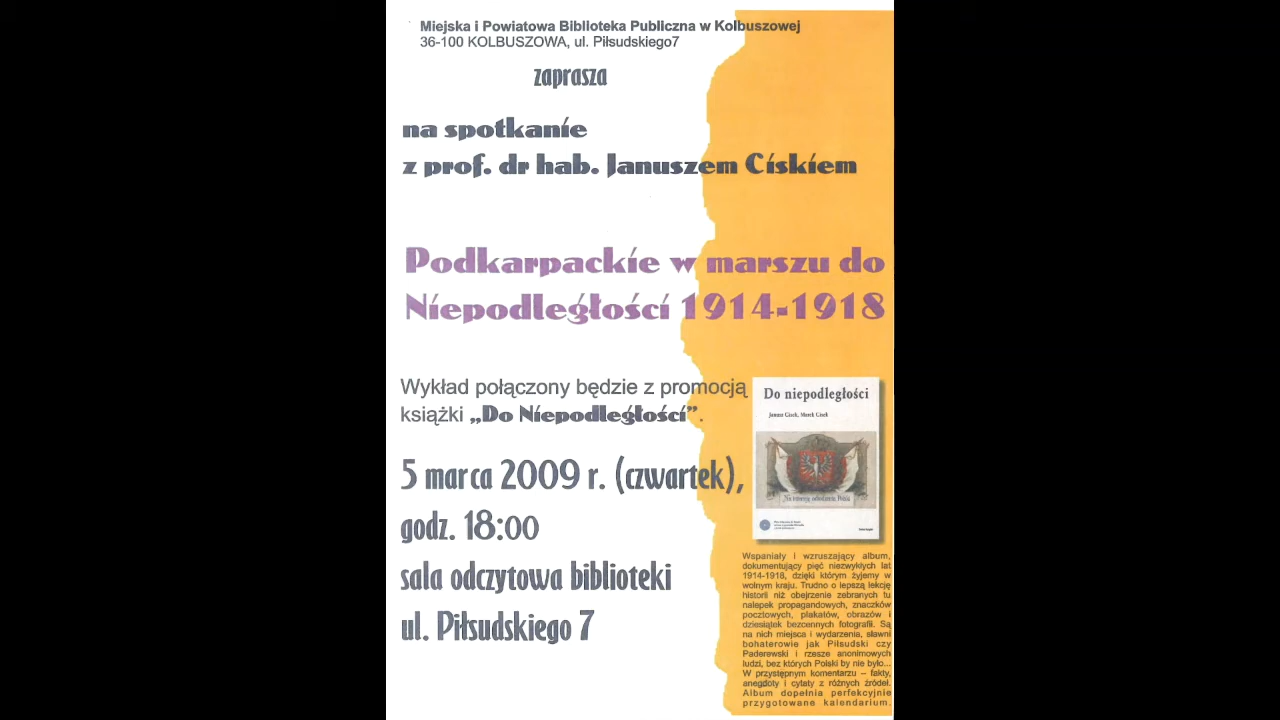 Miejska i Powiatowa Biblioteka Publiczna w Kolbuszowej
36-100 KOLBUSZOWA, ul. Piłsudskiego7
zaprasza
na spotkanie
z prof. dr hab. Januszem Ciskiem
Podkarpackie w marszu do
Niepodległości 1914-1918
Wykład połączony będzie z promocją
książki „Do Niepodległości”.
5 marca 2009 r. (czwartek),
godz. 18:00
sala odczytowa biblioteki
ul. Piłsudskiego 7
Do niepodległości
Janusz Cisek, Marek Cisek
Wspaniały i wzruszający album,
dokumentujący pięć niezwykłych lat
1914-1918, dzięki którym żyjemy w
wolnym kraju. Trudno o lepszą lekcję
historii niż obejrzenie zebranych tu
nalepek propagandowych, znaczków
pocztowych, plakatów, obrazów i
dziesiątek bezcennych fotografii. Są
na nich miejsca i wydarzenia, sławni
bohaterowie jak Piłsudski czy
Paderewski i rzesze anonimowych
ludzi, bez których Polski by nie było...
W przystępnym komentarzu – fakty,
anegdoty i cytaty z różnych źródeł.
Album dopełnia perfekcyjnie
przygotowane kalendarium.